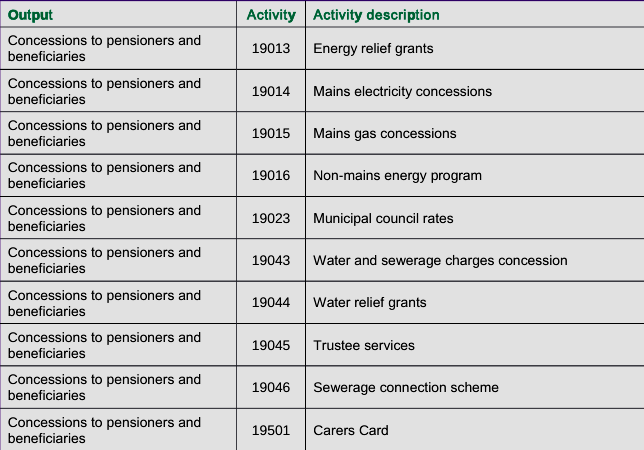 Output Activity Activity description
Concessions to pensioners and
beneficiaries 19013 Energy relief grants
Concessions to pensioners and
beneficiaries 19014 Mains electricity concessions
Concessions to pensioners and
beneficiaries 19015 Mains gas concessions
Concessions to pensioners and
beneficiaries 19016 Non-mains energy program
Concessions to pensioners and
beneficiaries 19023 Municipal council rates
Concessions to pensioners and
beneficiaries 19043 Water and sewerage charges concession
Concessions to pensioners and
beneficiaries 19044 Water relief grants
Concessions to pensioners and
beneficiaries 19045 Trustee services
Concessions to pensioners and
beneficiaries 19046 Sewerage connection scheme
Concessions to pensioners and
beneficiaries 19501 Carers Card